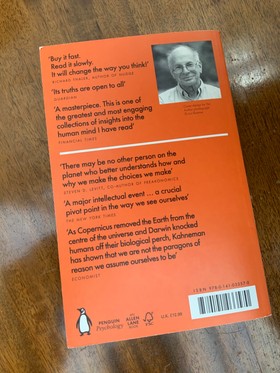 'Buy it fast.
Read it slowly.
It will change the way you think!'
RICHARD THALER, AUTHOR OF NUDGE
'Its truths are open to all'
GUARDIAN
'A masterpiece. This is one of
the greatest and most engaging
collections of insights into the
human mind I have read'
FINANCIAL TIMES
'There may be no other person on the
planet who better understands how and
why we make the choices we make'
STEVEN D. LEVITT, CO-AUTHOR OF FREAKONOMICS
'A major intellectual event ... a crucial
pivot point in the way we see ourselves'
THE NEW YORK TIMES
'As Copernicus removed the Earth from the
centre of the universe and Darwin knocked
humans off their biological perch, Kahneman
has shown that we are not the paragons of
reason we assume ourselves to be'
ECONOMIST
PENGUIN
Psychology
ALLEN
LANE
FSC